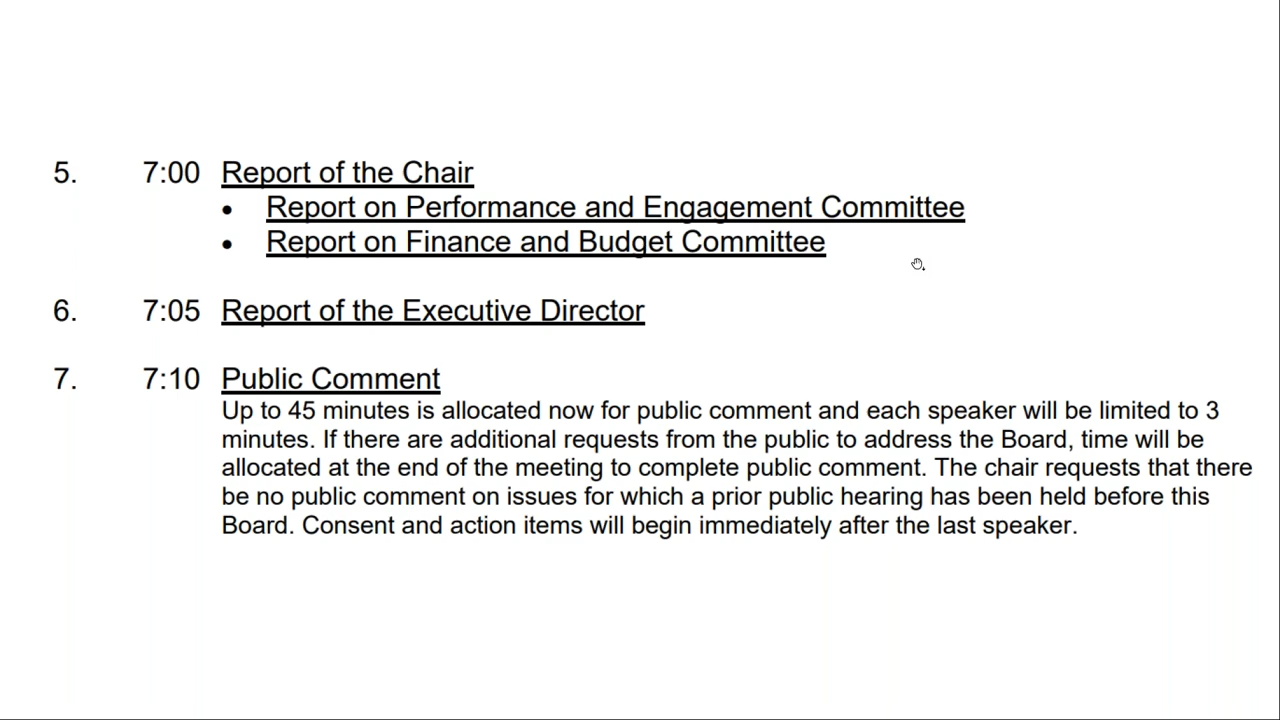 5. 7:00 Report of the Chair
• Report on Performance and Engagement Committee
• Report on Finance and Budget Committee
6. 7:05 Report of the Executive Director
7. 7:10 Public Comment
Up to 45 minutes is allocated now for public comment and each speaker will be limited to 3
minutes. If there are additional requests from the public to address the Board, time will be
allocated at the end of the meeting to complete public comment. The chair requests that there
be no public comment on issues for which a prior public hearing has been held before this
Board. Consent and action items will begin immediately after the last speaker.